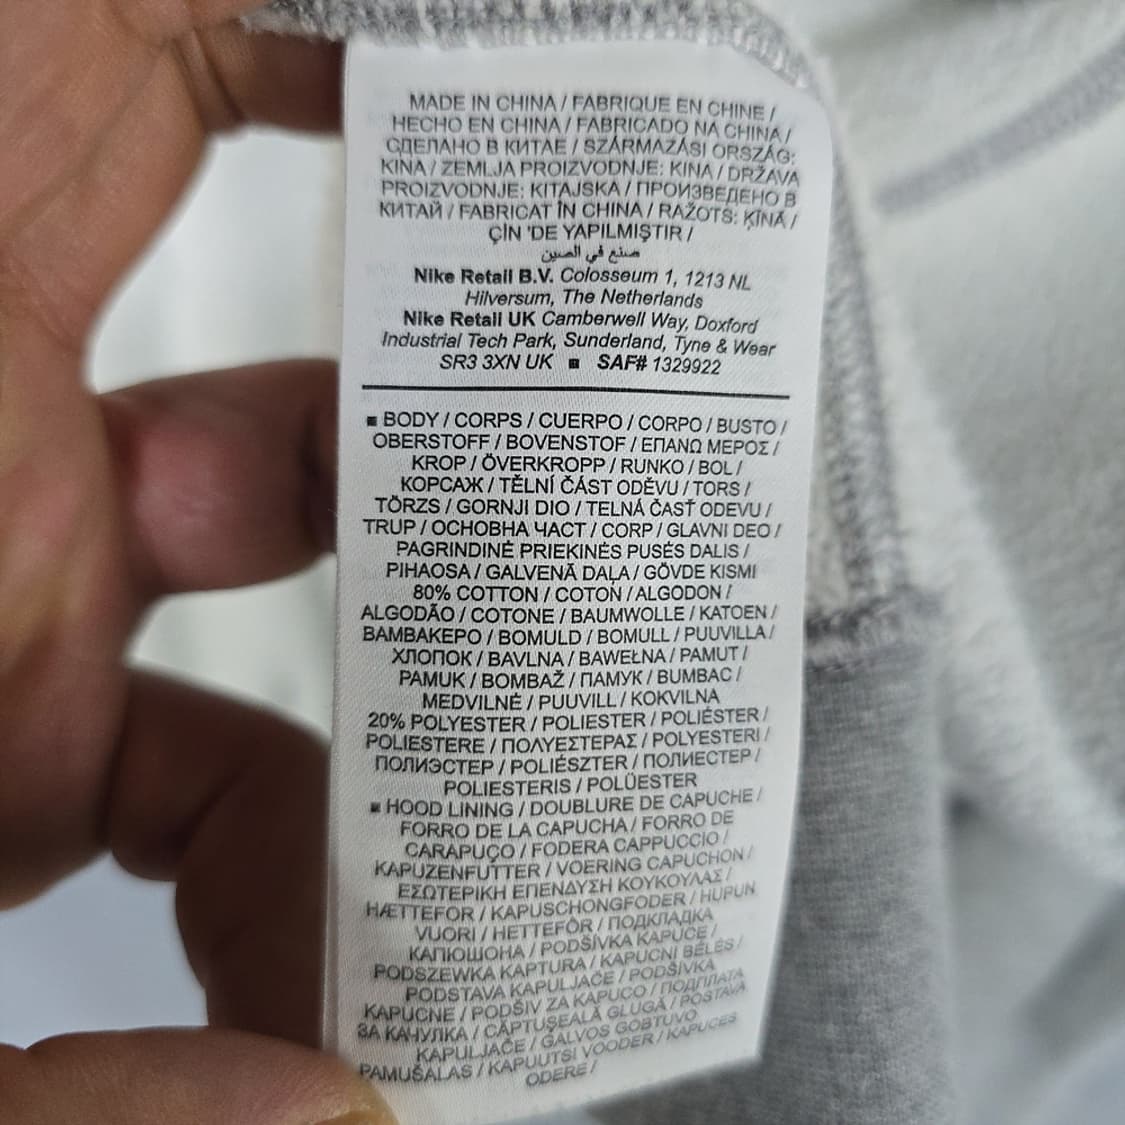 MADE IN CHINA / FABRIQUE EN CHINE /
HECHO EN CHINA / FABRICADO NA CHINA /
СДЕЛАНО В КИТАЕ / SZÁRMAZÁSI ORSZÁG:
KÍNA / ZEMLJA PROIZVODNJE: KINA / DRŽAVA
PROIZVODNJE: KITAJSKA / ПРОИЗВЕДЕНО В
КИТАЙ / FABRICAT ÎN CHINA / RAŽOTS: ĶĪNĀ /
ÇİN 'DE YAPILMIŞTIR /
صنع في الصين
Nike Retail B.V. Colosseum 1, 1213 NL
Hilversum, The Netherlands
Nike Retail UK Camberwell Way, Doxford
Industrial Tech Park, Sunderland, Tyne & Wear
SR3 3XN UK ■ SAF# 1329922
■ BODY / CORPS / CUERPO / CORPO / BUSTO /
OBERSTOFF / BOVENSTOF / ΕΠΑΝΩ ΜΕΡΟΣ /
KROP / ÖVERKROPP / RUNKO / BOL /
КОРСАЖ / TĚLNÍ ČÁST ODĚVU / TORS /
TÖRZS / GORNJI DIO / TELNÁ ČASŤ ODEVU /
TRUP / ОСНОВНА ЧАСТ / CORP / GLAVNI DEO /
PAGRINDINĖ PRIEKINĖS PUSĖS DALIS /
PIHAOSA / GALVENĀ DAĻA / GÖVDE KISMI
80% COTTON / COTON / ALGODON /
ALGODÃO / COTONE / BAUMWOLLE / KATOEN /
ΒΑΜΒΑΚΕΡΟ / BOMULD / BOMULL / PUUVILLA /
ХЛОПОК / BAVLNA / BAWEŁNA / PAMUT /
PAMUK / BOMBAŽ / ПАМУК / BUMBAC /
MEDVILNĖ / PUUVILL / KOKVILNA
20% POLYESTER / POLIESTER / POLIÉSTER /
POLIESTERE / ΠΟΛΥΕΣΤΕΡΑΣ / POLYESTERI /
ПОЛИЭСТЕР / POLIÉSZTER / ПОЛИЕСТЕР /
POLIESTERIS / POLÜESTER
■ HOOD LINING / DOUBLURE DE CAPUCHE /
FORRO DE LA CAPUCHA / FORRO DE
CARAPUÇO / FODERA CAPPUCCIO /
KAPUZENFUTTER / VOERING CAPUCHON /
ΕΣΩΤΕΡΙΚΗ ΕΠΕΝΔΥΣΗ ΚΟΥΚΟΥΛΑΣ /
HÆTTEFOR / KAPUSCHONGFODER / HUPUN
VUORI / HETTEFÔR / ПОДКЛАДКА
КАПЮШОНА / PODŠÍVKA KAPUCE /
PODSZEWKA KAPTURA / KAPUCNI BÉLÉS /
PODSTAVA KAPULJAČE / PODŠÍVKA
KAPUCNE / PODŠIV ZA KAPUCO / ПОДПЛАТА
ЗА КАЧУЛКА / CĂPTUŞEALĂ GLUGĂ / POSTAVA
KAPULJAČE / GALVOS GOBTUVO
PAMUŠALAS / KAPUUTSI VOODER / KAPUCES
ODERE /